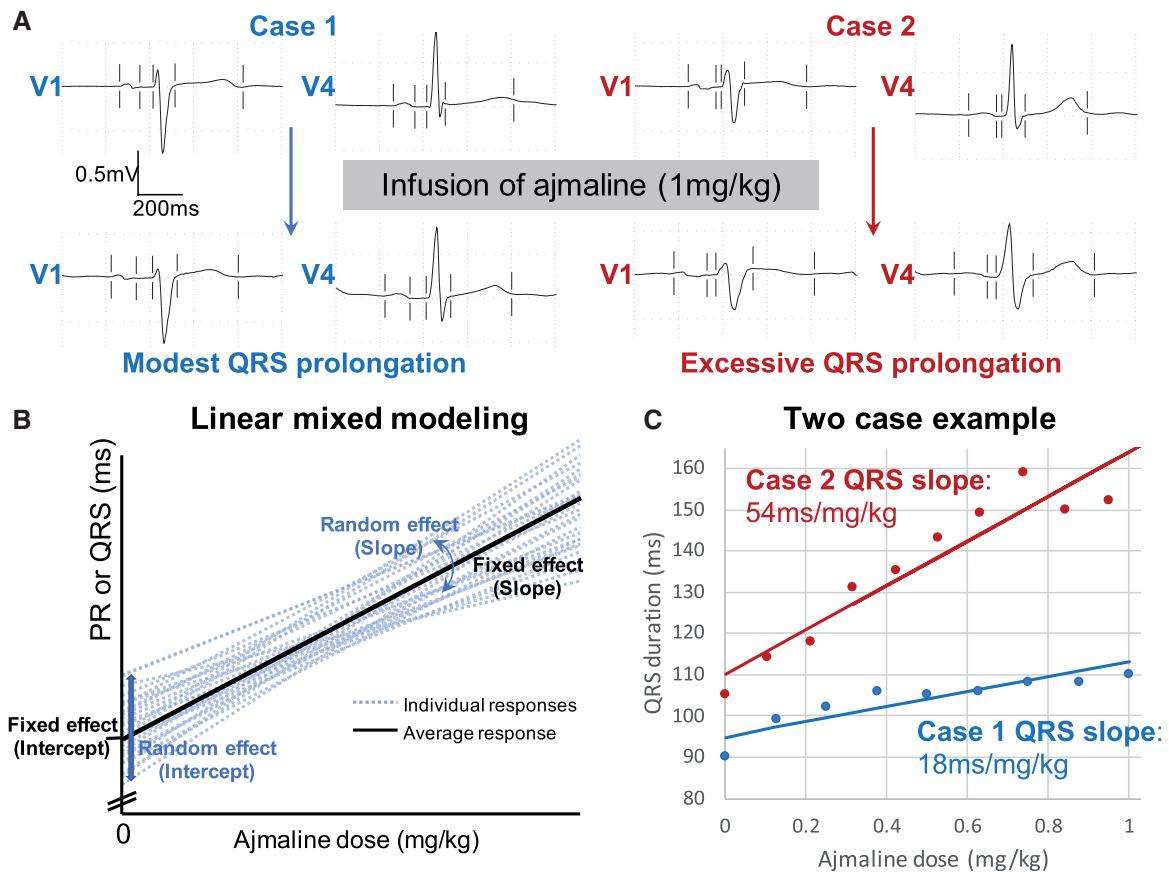 A
Case 1
Case 2
V1
V4
V1
V4
0.5mV
200ms
Infusion of ajmaline (1mg/kg)
V1
V4
V1
V4
Modest QRS prolongation
Excessive QRS prolongation
B
Linear mixed modeling
PR or QRS (ms)
Random effect
(Slope)
Fixed effect
(Slope)
Fixed effect
(Intercept)
Random effect
(Intercept)
Individual responses
Average response
0
Ajmaline dose (mg/kg)
C
Two case example
QRS duration (ms)
160
150
140
130
120
110
100
90
80
Case 2 QRS slope:
54ms/mg/kg
Case 1 QRS slope:
18ms/mg/kg
0
0.2
0.4
0.6
0.8
1
Ajmaline dose (mg/kg)